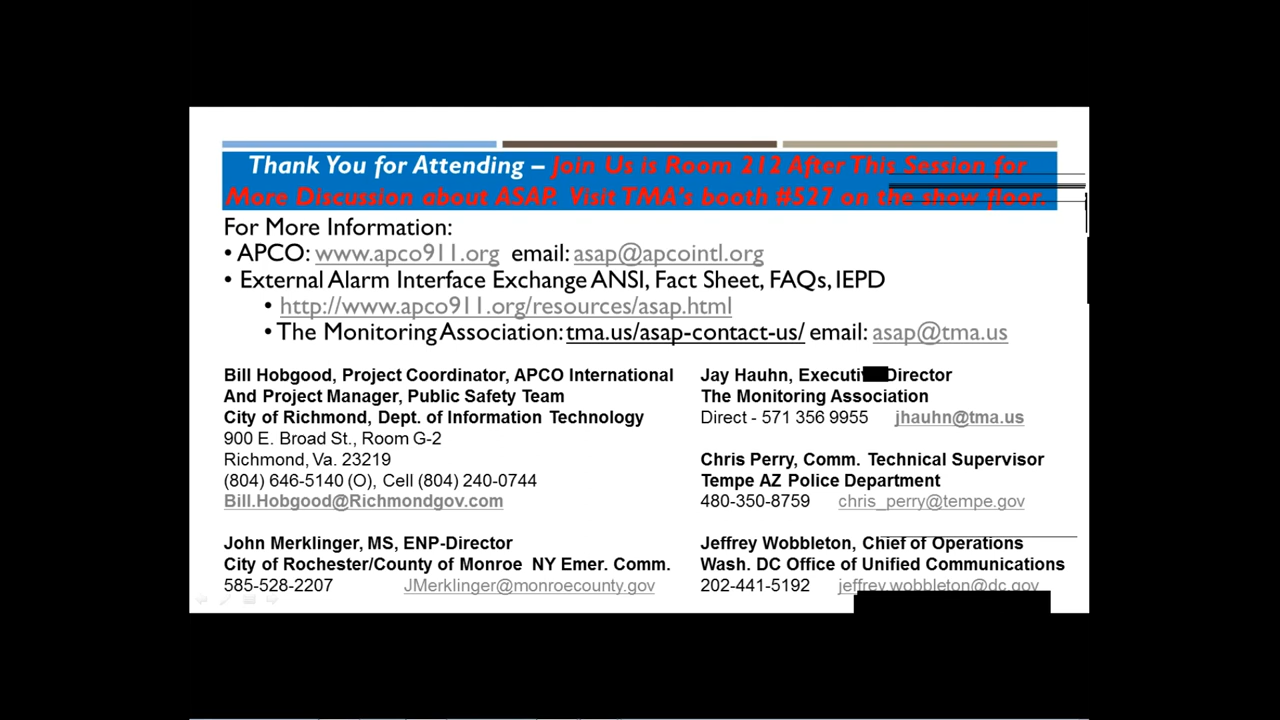 Thank You for Attending – Join Us is Room 212 After This Session for
More Discussion about ASAP. Visit TMA's booth #527 on the show floor.
For More Information:
• APCO: www.apco911.org email: asap@apcointl.org
• External Alarm Interface Exchange ANSI, Fact Sheet, FAQs, IEPD
• http://www.apco911.org/resources/asap.html
• The Monitoring Association: tma.us/asap-contact-us/ email: asap@tma.us
Bill Hobgood, Project Coordinator, APCO International
And Project Manager, Public Safety Team
City of Richmond, Dept. of Information Technology
900 E. Broad St., Room G-2
Richmond, Va. 23219
(804) 646-5140 (O), Cell (804) 240-0744
Bill.Hobgood@Richmondgov.com
John Merklinger, MS, ENP-Director
City of Rochester/County of Monroe NY Emer. Comm.
585-528-2207 JMerklinger@monroecounty.gov
Jay Hauhn, Executive Director
The Monitoring Association
Direct - 571 356 9955 jhauhn@tma.us
Chris Perry, Comm. Technical Supervisor
Tempe AZ Police Department
480-350-8759 chris_perry@tempe.gov
Jeffrey Wobbleton, Chief of Operations
Wash. DC Office of Unified Communications
202-441-5192 jeffrey.wobbleton@dc.gov